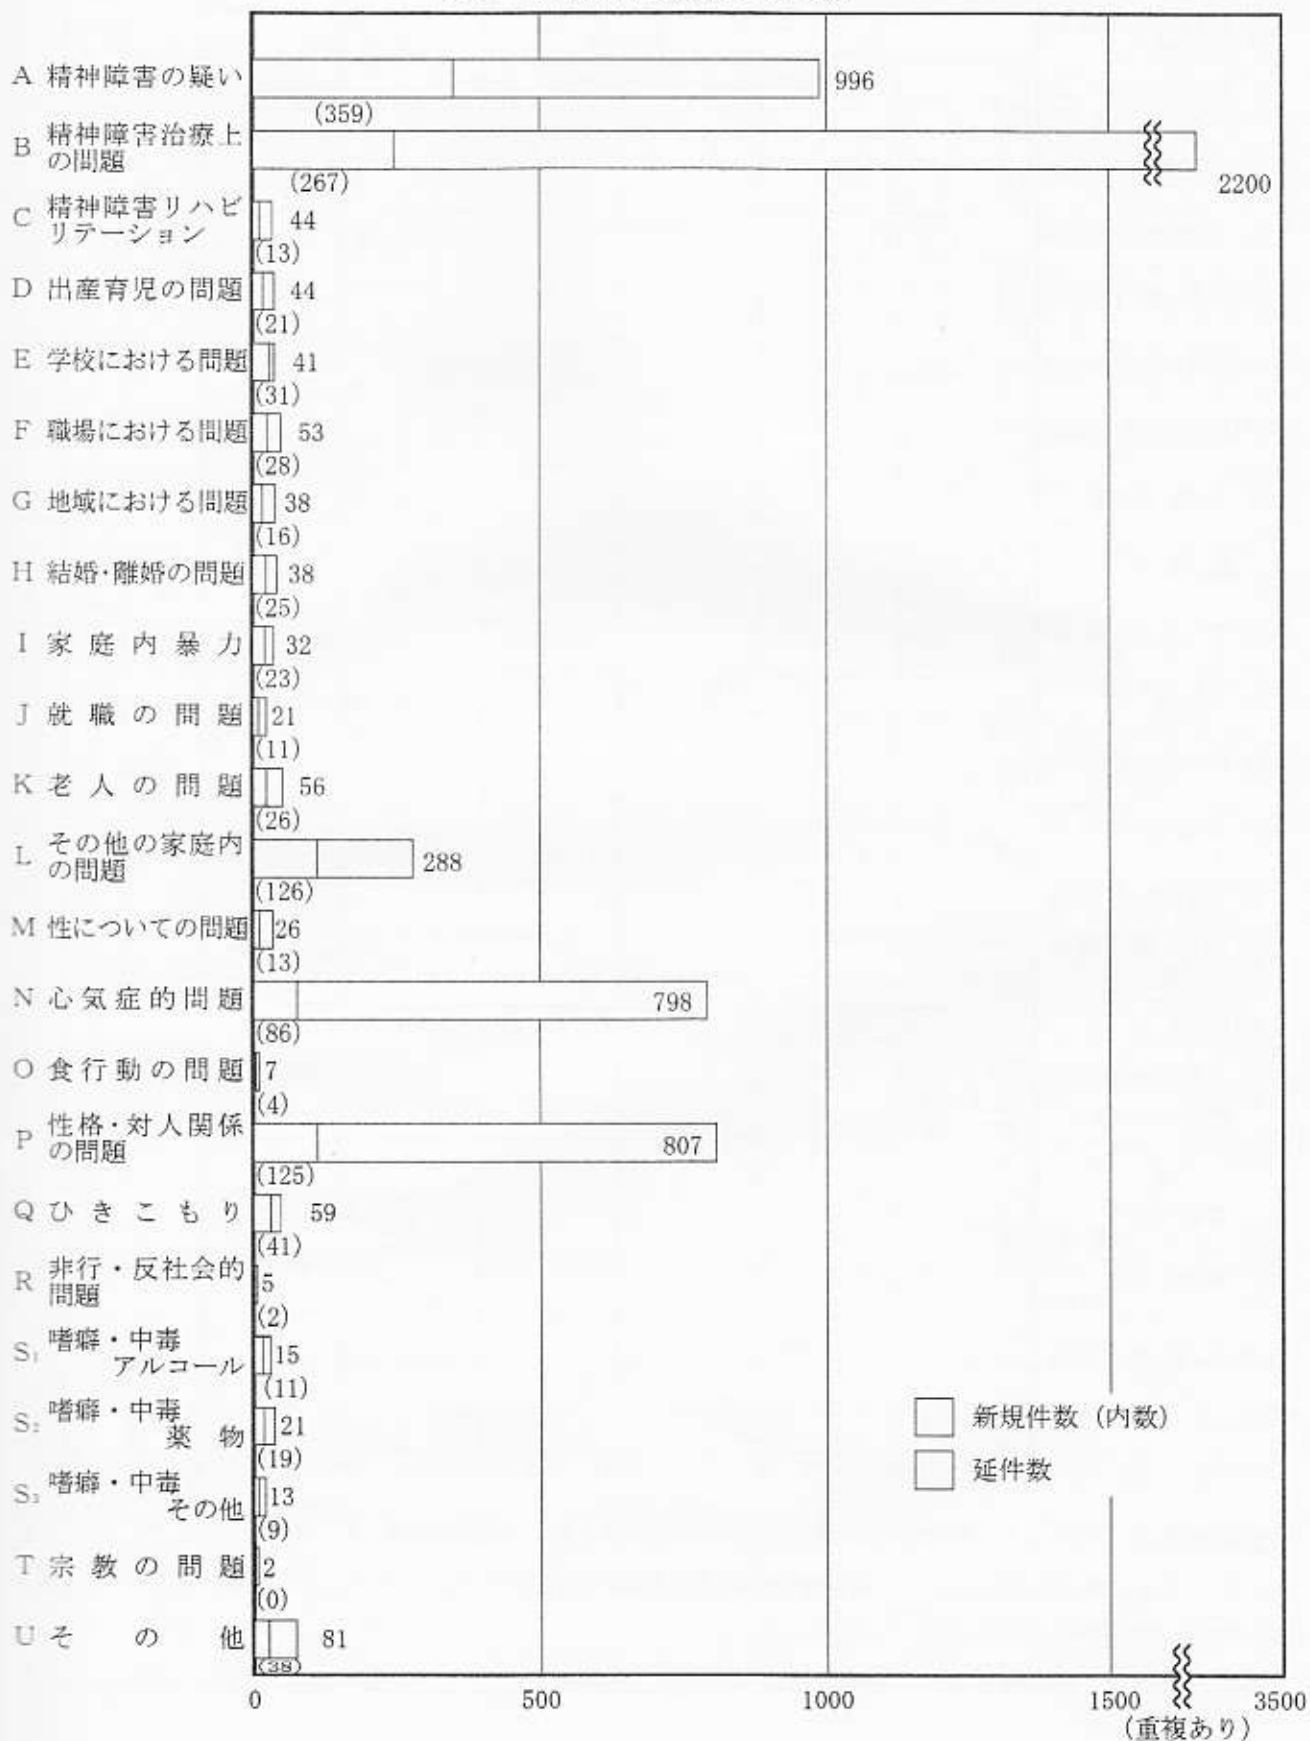 A 精神障害の疑い
996
(359)
B 精神障害治療上
の問題
2200
(267)
C 精神障害リハビ
リテーション
44
(13)
D 出産育児の問題
44
(21)
E 学校における問題
41
(31)
F 職場における問題
53
(28)
G 地域における問題
38
(16)
H 結婚・離婚の問題
38
(25)
I 家庭内暴力
32
(23)
J 就職の問題
21
(11)
K 老人の問題
56
(26)
L その他の家庭内
の問題
288
(126)
M 性についての問題
26
(13)
N 心気症的問題
798
(86)
O 食行動の問題
7
(4)
P 性格・対人関係
の問題
807
(125)
Q ひきこもり
59
(41)
R 非行・反社会的
問題
5
(2)
S₁ 嗜癖・中毒
アルコール
15
(11)
S₂ 嗜癖・中毒
薬物
21
(19)
S₃ 嗜癖・中毒
その他
13
(9)
T 宗教の問題
2
(0)
U その他
81
(38)
新規件数（内数）
延件数
0 500 1000 1500 3500
（重複あり）